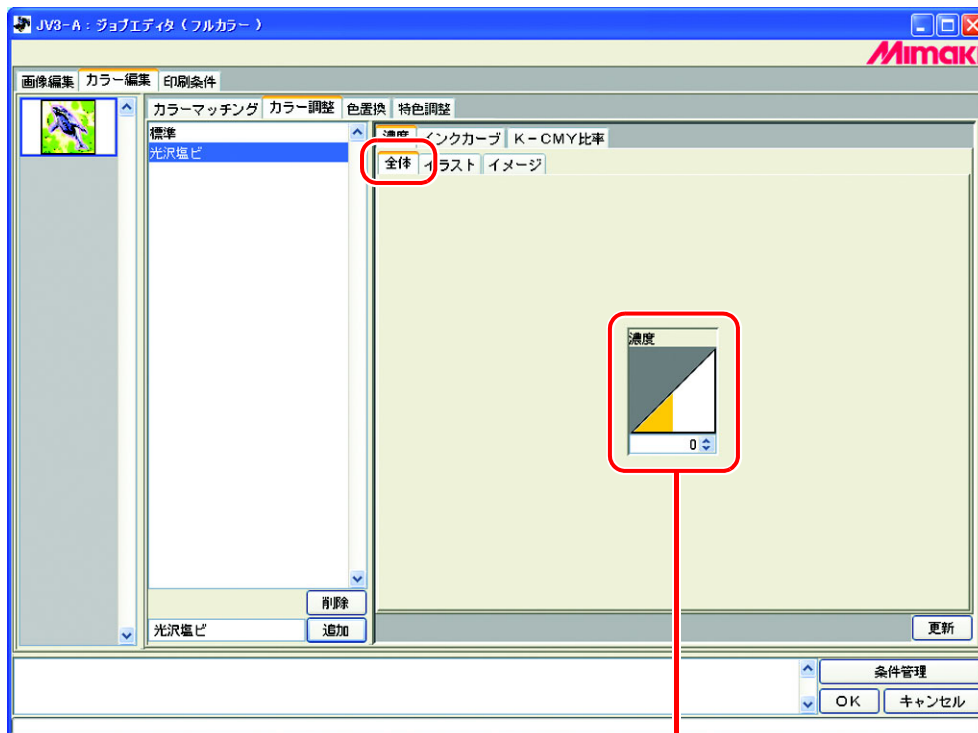 JV3-A：ジョブエディタ（フルカラー）
Mimaki
画像編集 カラー編集 印刷条件
カラーマッチング カラー調整 色置換 特色調整
標準
光沢塩ビ
濃度 インクカーブ K－CMY比率
全体 イラスト イメージ
濃度
0
削除
光沢塩ビ 追加
更新
条件管理
OK キャンセル